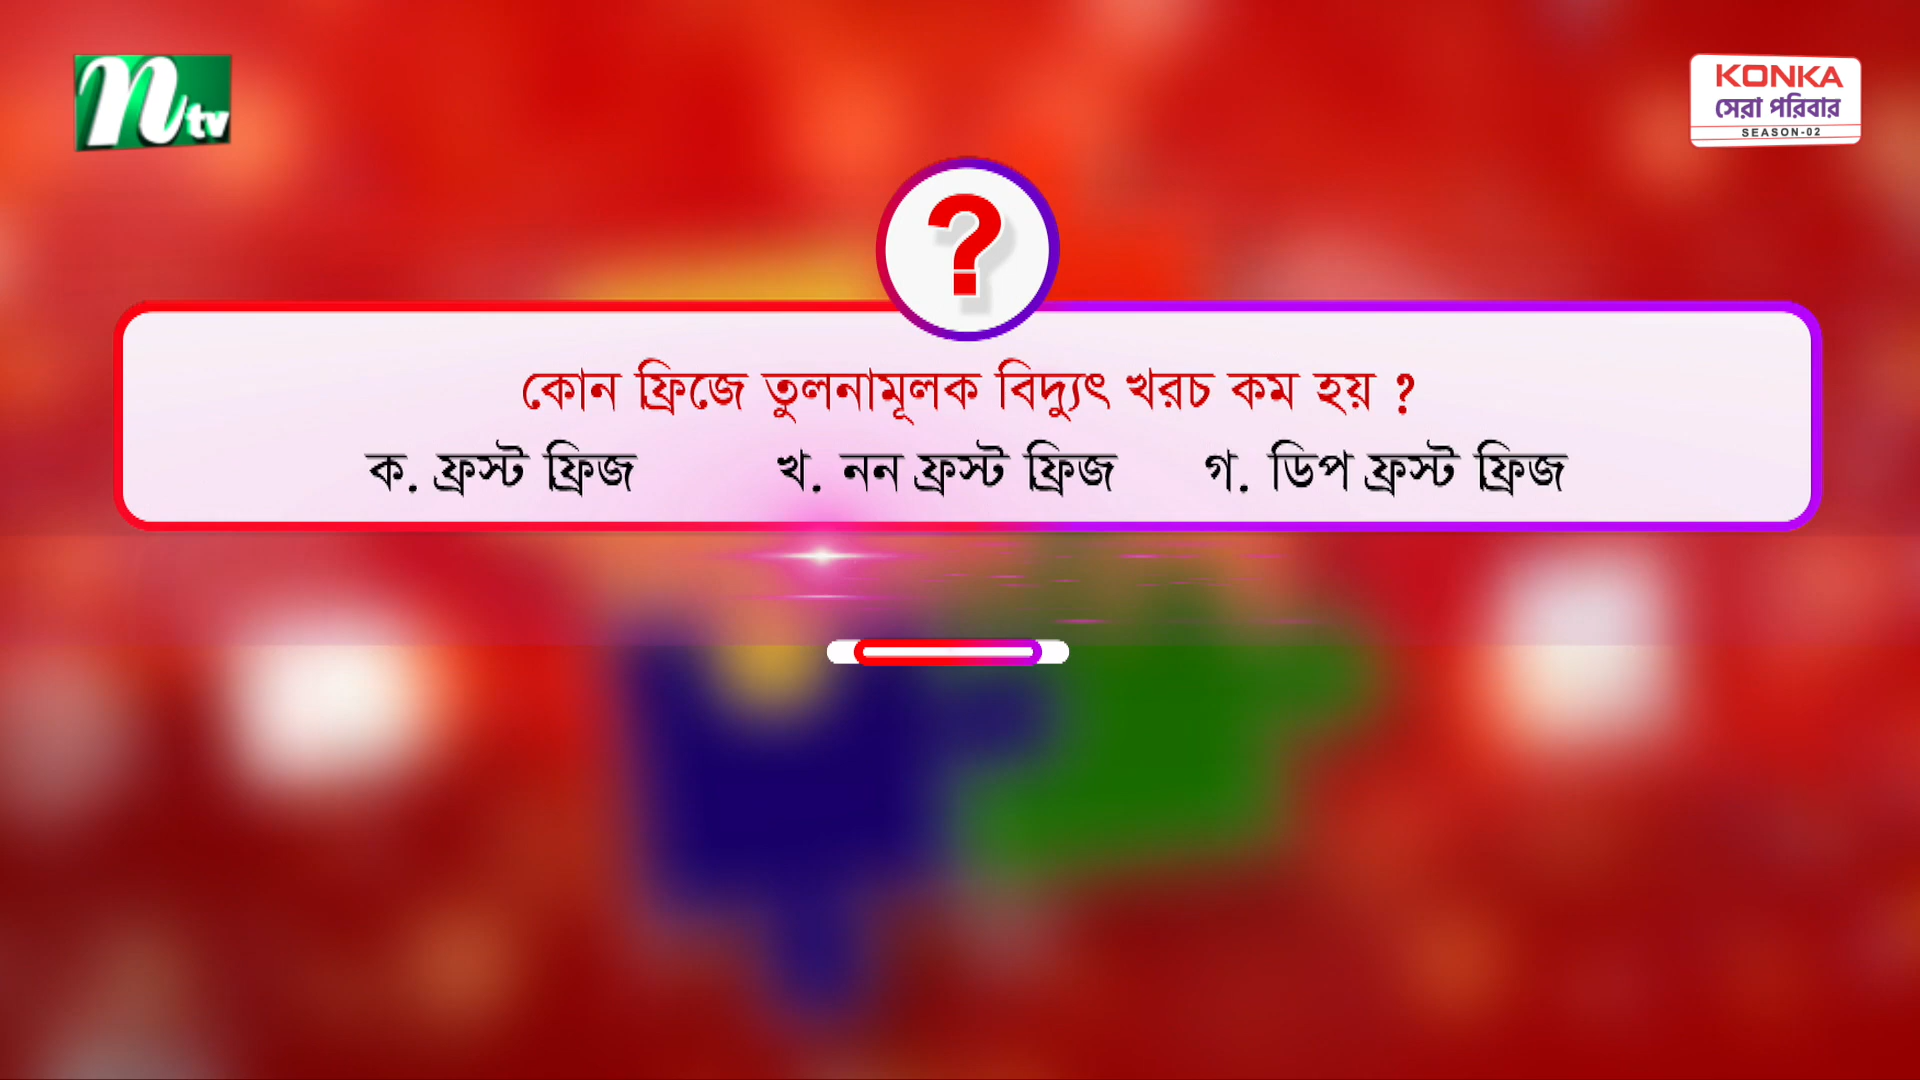 ntv
KONKA
সেরা পরিবার
SEASON-02
?
কোন ফ্রিজে তুলনামূলক বিদ্যুৎ খরচ কম হয় ?
ক. ফ্রস্ট ফ্রিজ খ. নন ফ্রস্ট ফ্রিজ গ. ডিপ ফ্রস্ট ফ্রিজ